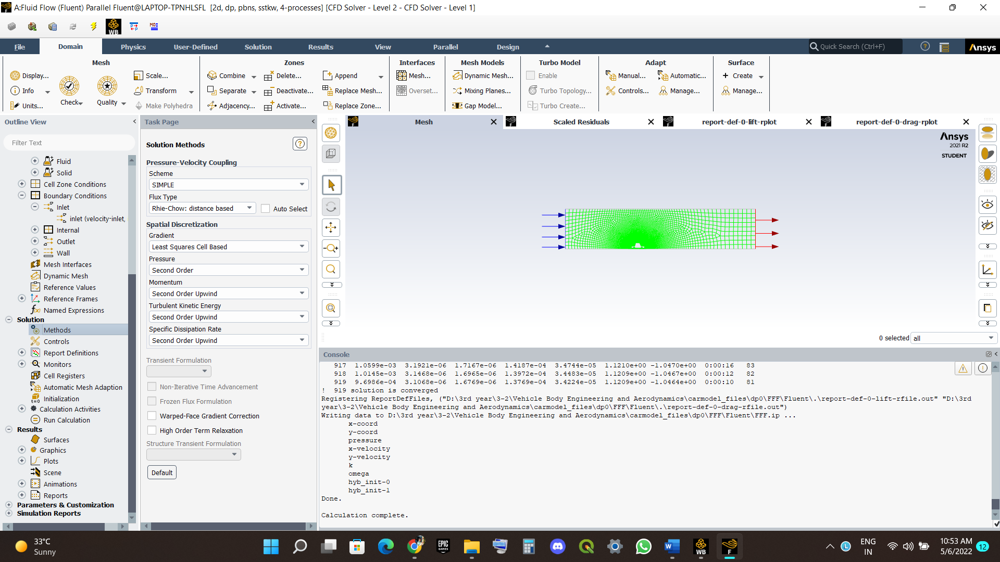 A:Fluid Flow (Fluent) Parallel Fluent@LAPTOP-TPNHLSFL [2d, dp, pbns, sstkw, 4-processes] [CFD Solver - Level 2 - CFD Solver - Level 1]
WB
File Domain Physics User-Defined Solution Results View Parallel Design Quick Search (Ctrl+F) Ansys
Mesh Zones Interfaces Mesh Models Turbo Model Adapt Surface
Display... Scale... Combine Delete... Append Mesh... Dynamic Mesh... Enable Manual... Automatic... Create
Info Transform Separate Deactivate... Replace Mesh... Overset... Mixing Planes... Turbo Topology... Controls... Manage... Manage...
Check Quality
Units... Make Polyhedra Adjacency... Activate... Replace Zone... Gap Model... Turbo Create...
Outline View
Filter Text
Fluid
Solid
Cell Zone Conditions
Boundary Conditions
Inlet
inlet (velocity-inlet,
Internal
Outlet
Wall
Mesh Interfaces
Dynamic Mesh
Reference Values
Reference Frames
Named Expressions
Solution
Methods
Controls
Report Definitions
Monitors
Cell Registers
Automatic Mesh Adaption
Initialization
Calculation Activities
Run Calculation
Results
Surfaces
Graphics
Plots
Scene
Animations
Reports
Parameters & Customization
Simulation Reports
Task Page
Solution Methods
Pressure-Velocity Coupling
Scheme
SIMPLE
Flux Type
Rhie-Chow: distance based Auto Select
Spatial Discretization
Gradient
Least Squares Cell Based
Pressure
Second Order
Momentum
Second Order Upwind
Turbulent Kinetic Energy
Second Order Upwind
Specific Dissipation Rate
Second Order Upwind
Transient Formulation
Non-Iterative Time Advancement
Frozen Flux Formulation
Warped-Face Gradient Correction
High Order Term Relaxation
Structure Transient Formulation
Default
Mesh Scaled Residuals report-def-0-lift-rplot report-def-0-drag-rplot
Ansys
2021 R2
STUDENT
0 selected all
Console
917 1.0599e-03 3.1921e-06 1.7167e-06 1.4187e-04 3.4744e-05 1.1210e+00 -1.0470e+00 0:00:16 83
918 1.0145e-03 3.1468e-06 1.6965e-06 1.3972e-04 3.4483e-05 1.1209e+00 -1.0467e+00 0:00:12 82
919 9.6986e-04 3.1068e-06 1.6769e-06 1.3769e-04 3.4224e-05 1.1209e+00 -1.0464e+00 0:00:10 81
! 919 solution is converged
Registering ReportDefFiles, ("D:\3rd year\3-2\Vehicle Body Engineering and Aerodynamics\carmodel_files\dp0\FFF\Fluent\.\report-def-0-lift-rfile.out" "D:\3rd
year\3-2\Vehicle Body Engineering and Aerodynamics\carmodel_files\dp0\FFF\Fluent\.\report-def-0-drag-rfile.out")
Writing data to D:\3rd year\3-2\Vehicle Body Engineering and Aerodynamics\carmodel_files\dp0\FFF\Fluent\FFF.ip ...
x-coord
y-coord
pressure
x-velocity
y-velocity
k
omega
hyb_init-0
hyb_init-1
Done.
Calculation complete.
33°C
Sunny
EPIC
GAMES
WB
F
ENG
IN
10:53 AM
5/6/2022
12